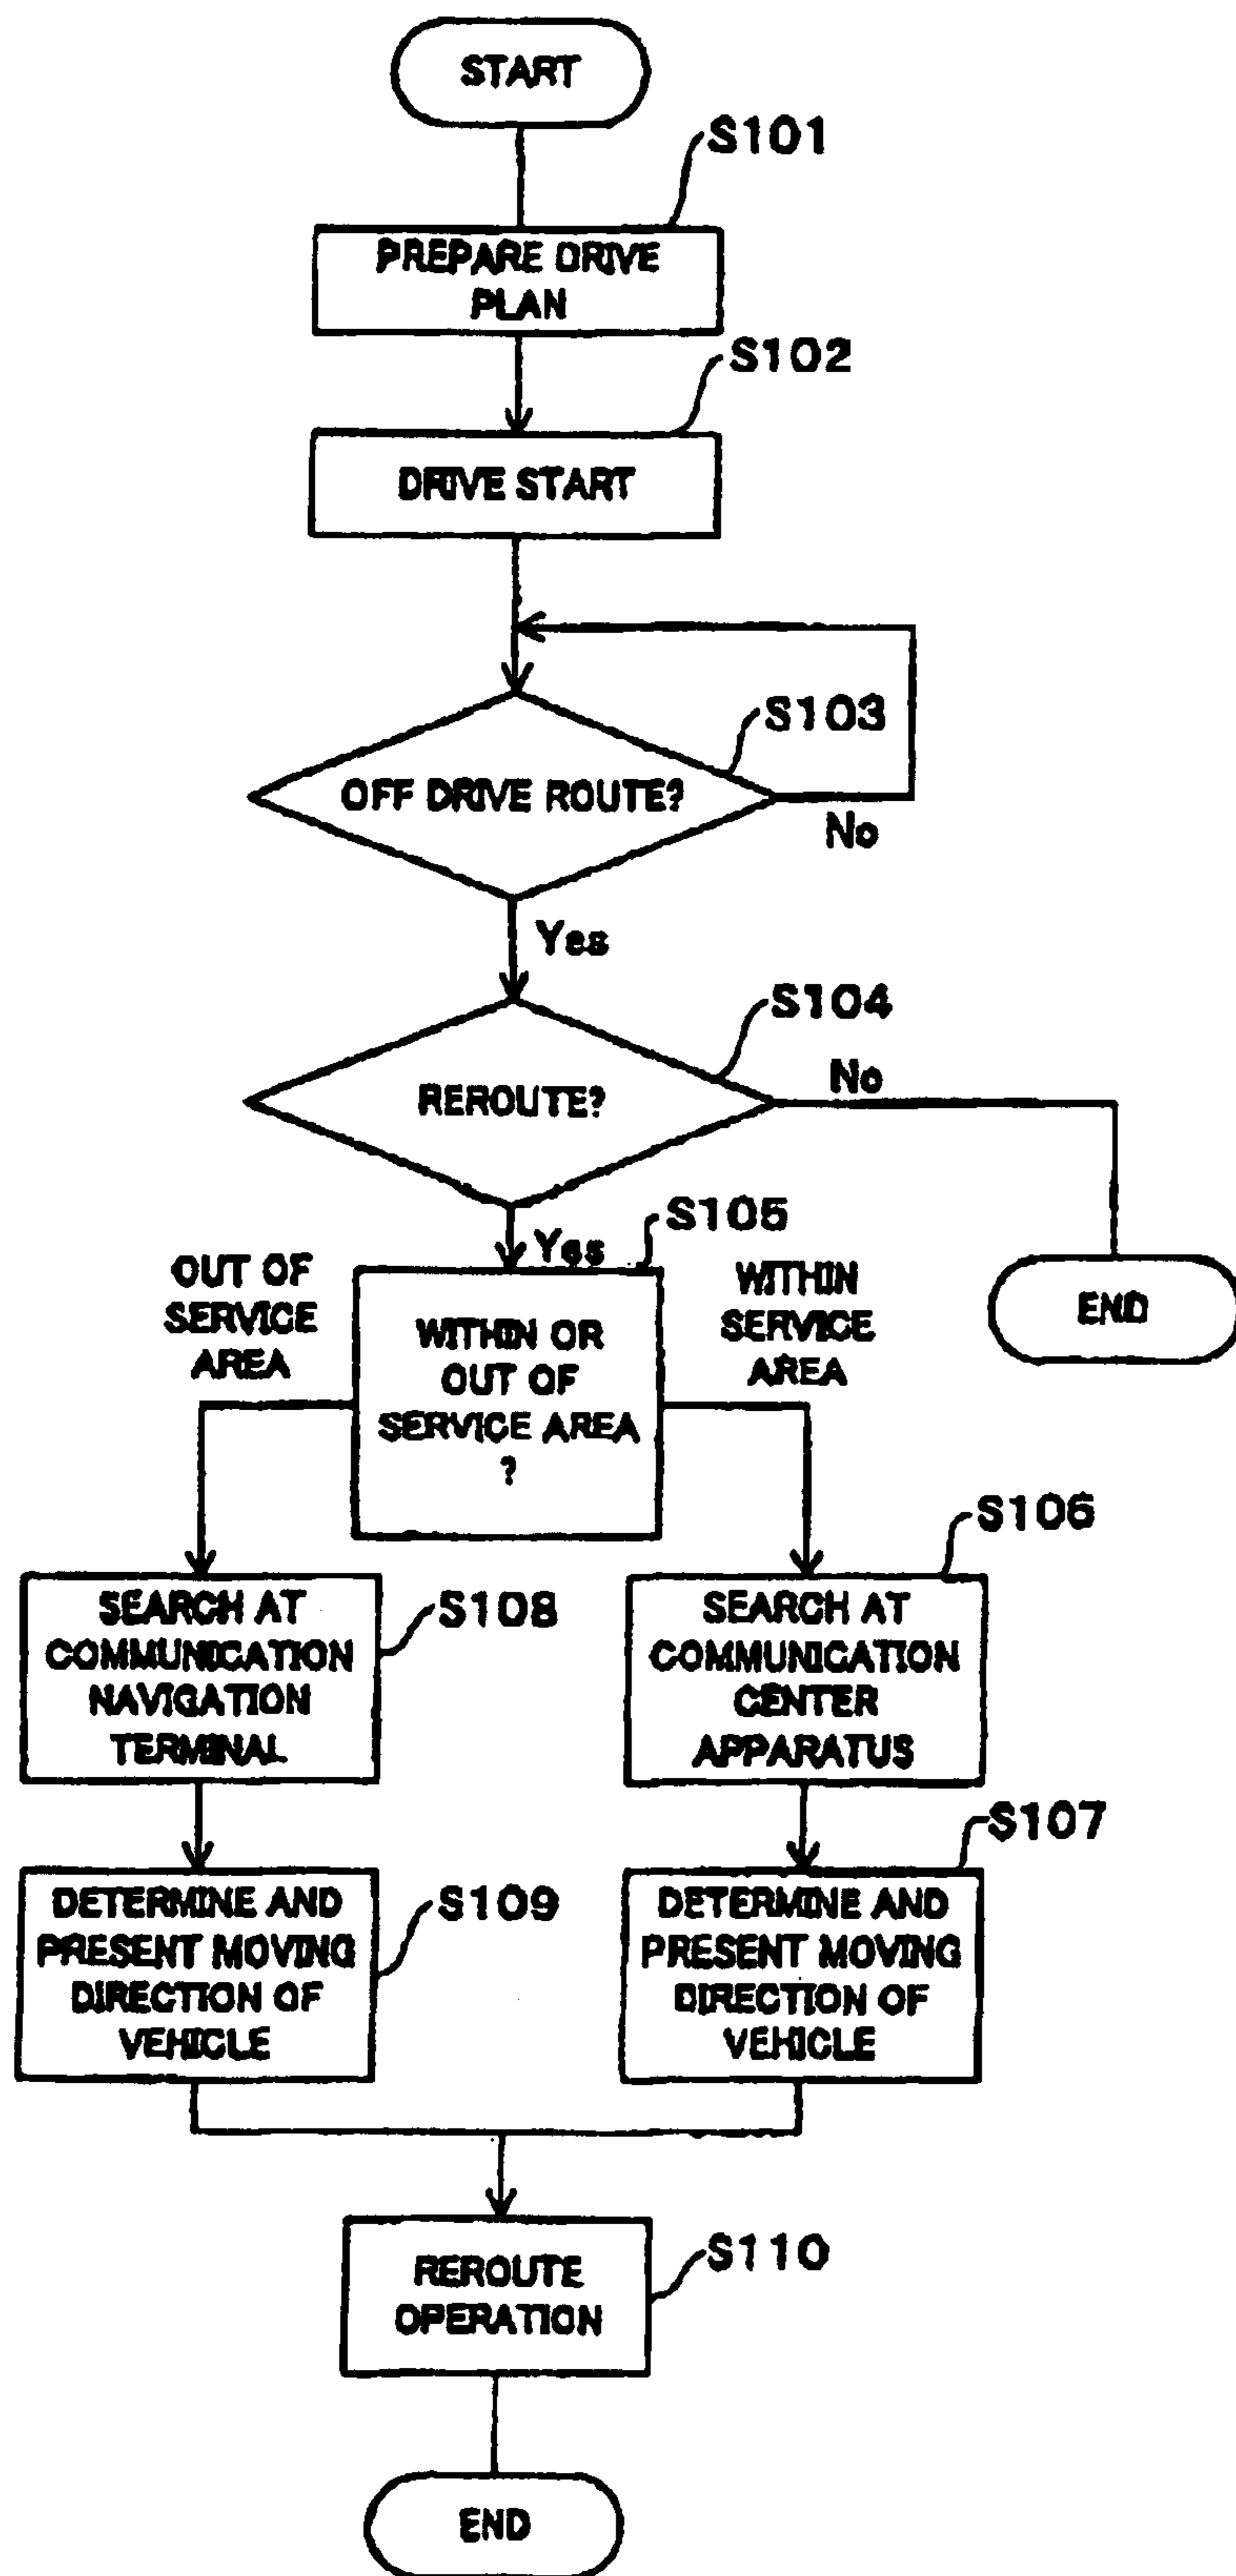 START
S101
PREPARE DRIVE
PLAN
S102
DRIVE START
S103
OFF DRIVE ROUTE?
No
Yes
S104
REROUTE?
No
Yes
S105
OUT OF
SERVICE
AREA
WITHIN OR
OUT OF
SERVICE AREA
?
WITHIN
SERVICE
AREA
END
S106
SEARCH AT
COMMUNICATION
NAVIGATION
TERMINAL
S108
SEARCH AT
COMMUNICATION
CENTER
APPARATUS
S107
DETERMINE AND
PRESENT MOVING
DIRECTION OF
VEHICLE
S109
DETERMINE AND
PRESENT MOVING
DIRECTION OF
VEHICLE
REROUTE
OPERATION
S110
END